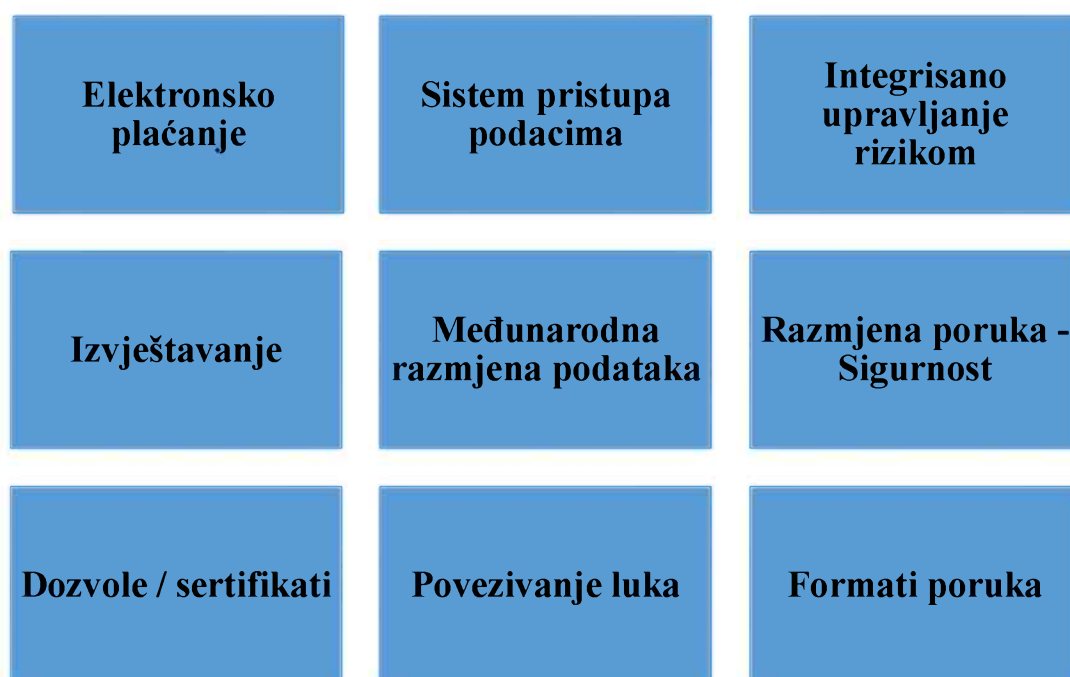 Elektronsko
plaćanje
Sistem pristupa
podacima
Integrisano
upravljanje
rizikom
Izvještavanje
Međunarodna
razmjena podataka
Razmjena poruka -
Sigurnost
Dozvole / sertifikati
Povezivanje luka
Formati poruka